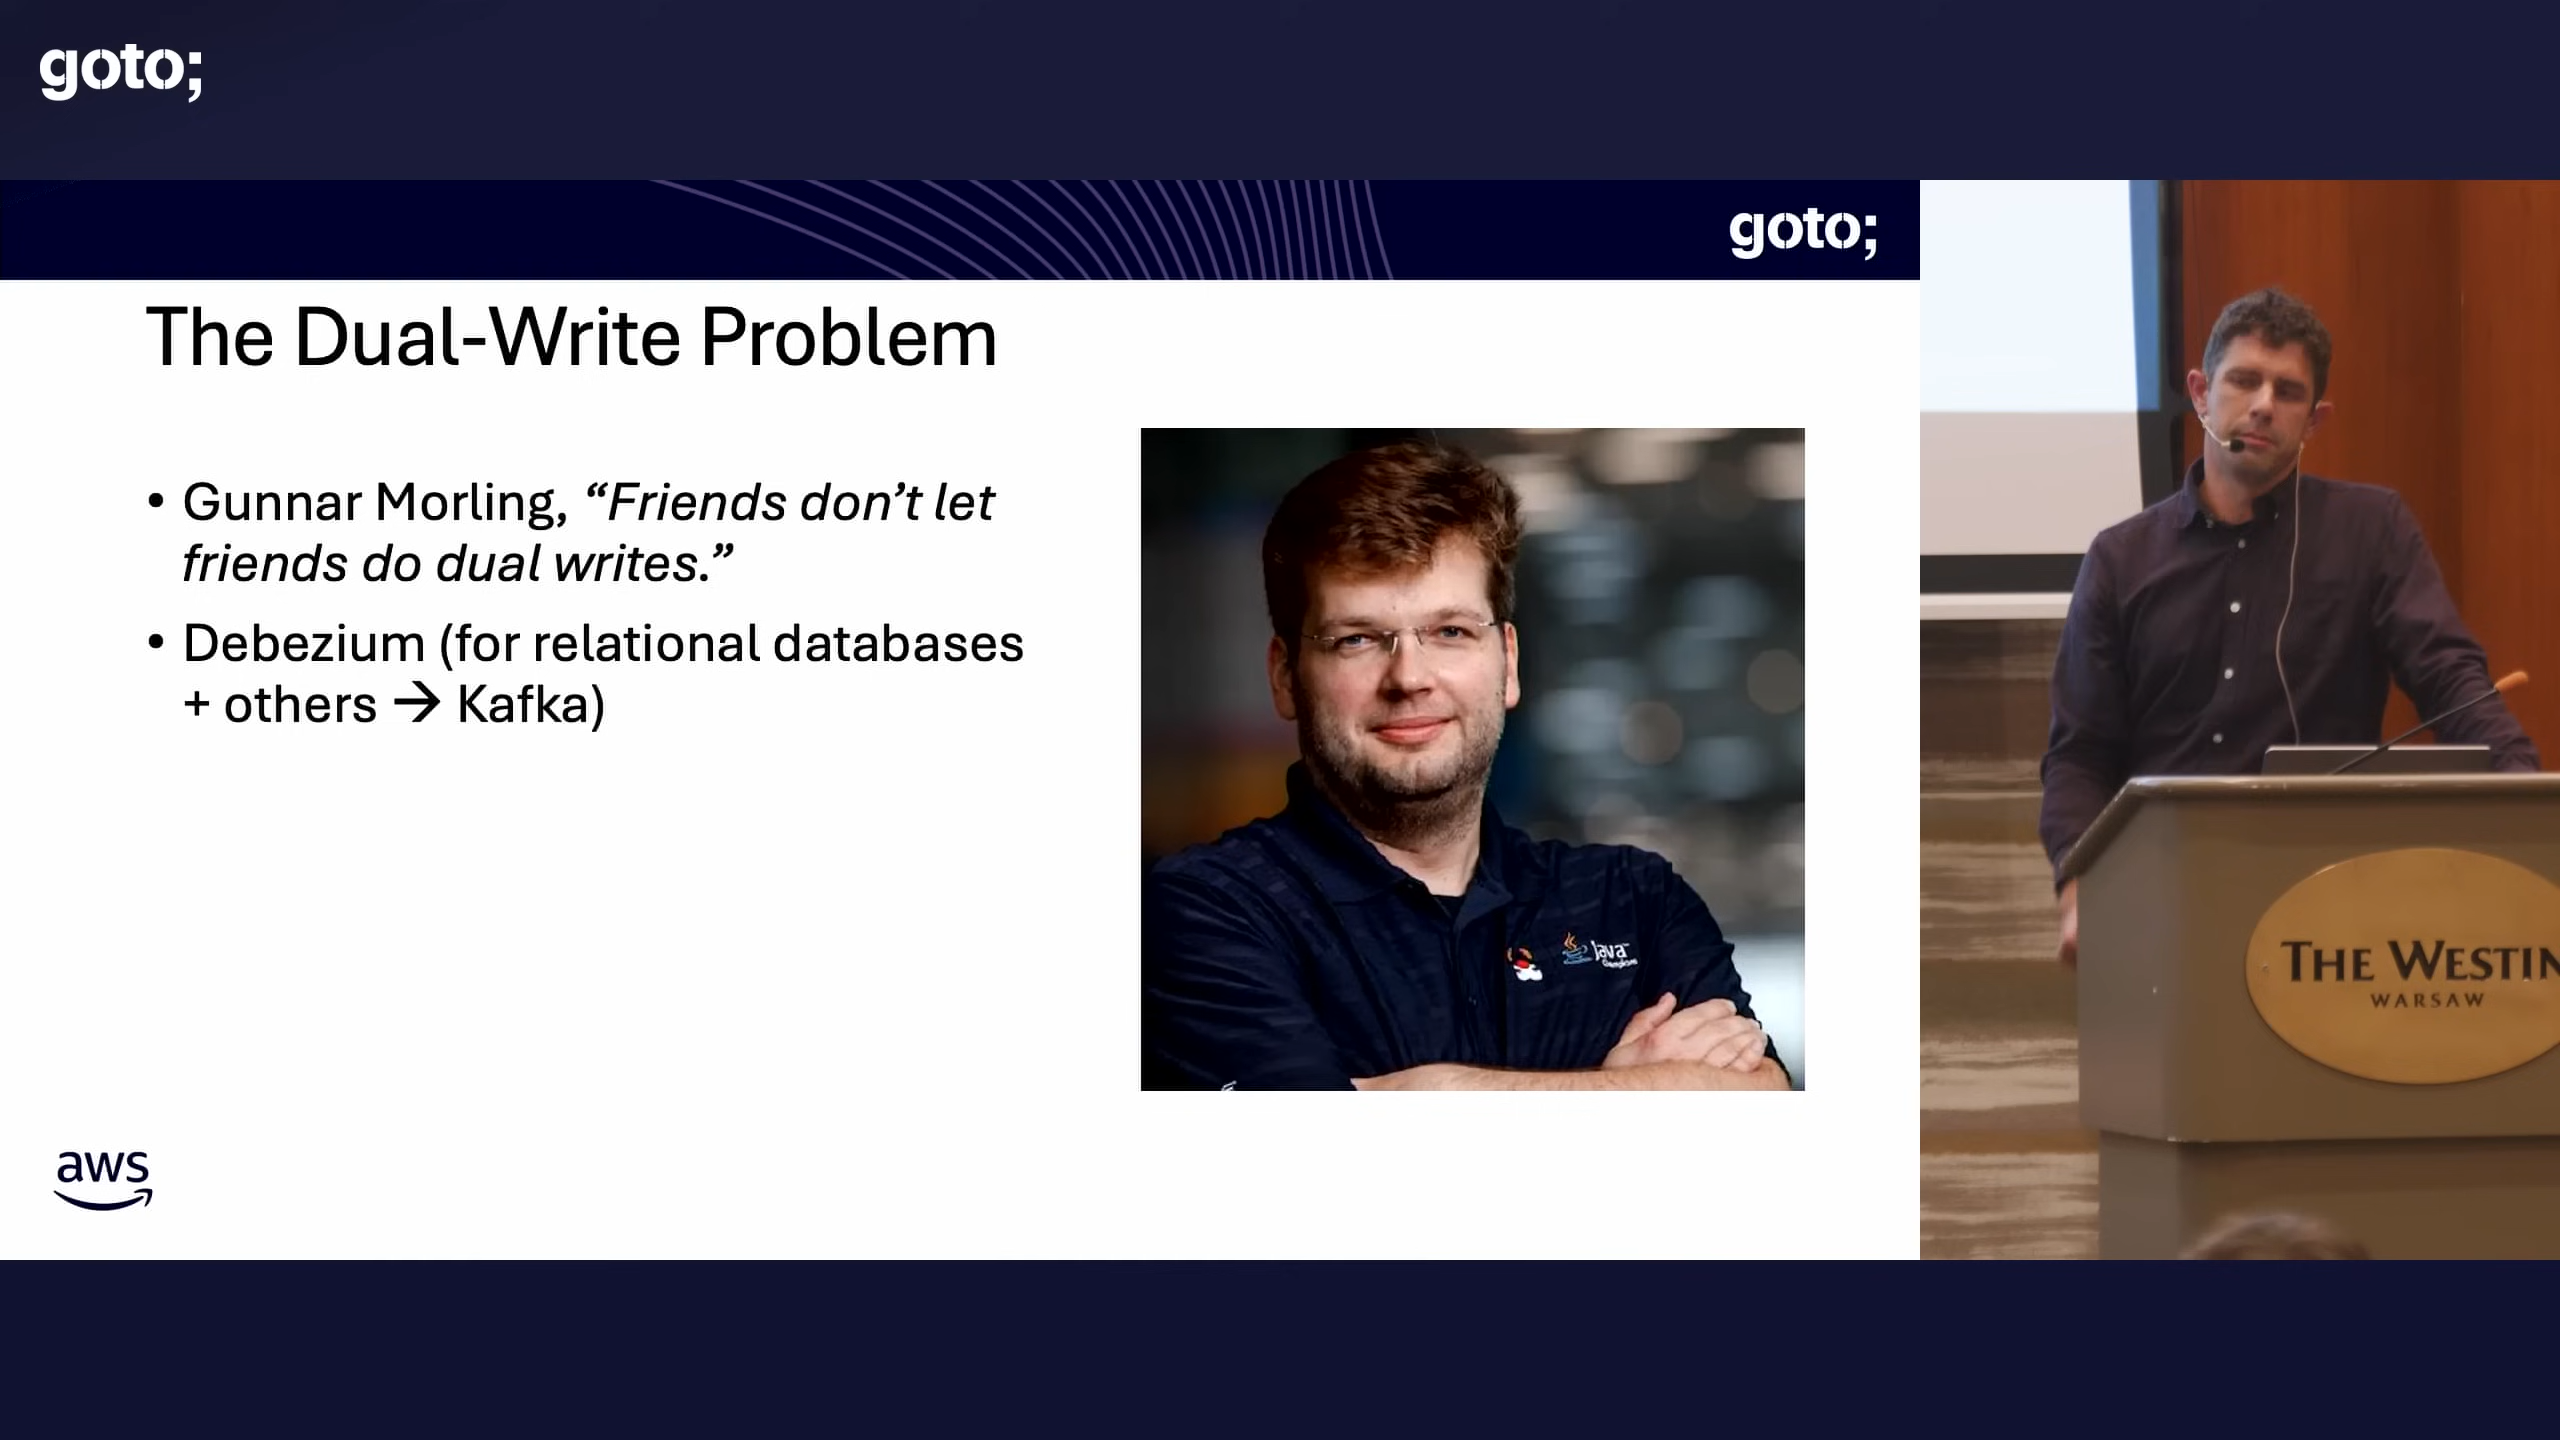 goto;
goto;
The Dual-Write Problem
• Gunnar Morling, “Friends don’t let
friends do dual writes.”
• Debezium (for relational databases
+ others → Kafka)
Java
Champions
aws
THE WESTIN
WARSAW